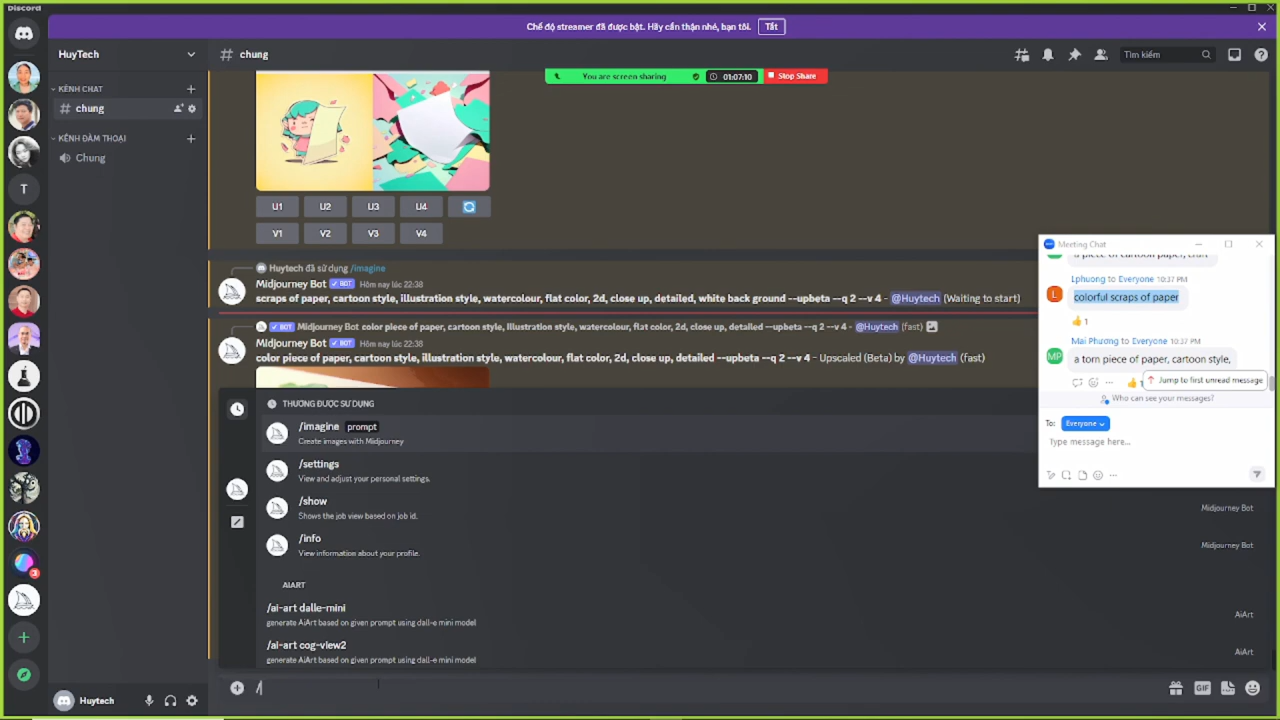 Discord
Chế độ streamer đã được bật. Hãy cẩn thận nhé, bạn tôi.
Tắt
HuyTech
# chung
Tìm kiếm
You are screen sharing
01:07:10
Stop Share
KÊNH CHAT
# chung
KÊNH ĐÀM THOẠI
Chung
T
U1
U2
U3
U4
V1
V2
V3
V4
Huytech đã sử dụng /imagine
Midjourney Bot ✓ BOT Hôm nay lúc 22:38
scraps of paper, cartoon style, illustration style, watercolour, flat color, 2d, close up, detailed, white back ground --upbeta --q 2 --v 4 - @Huytech (Waiting to start)
✓ BOT Midjourney Bot color piece of paper, cartoon style, illustration style, watercolour, flat color, 2d, close up, detailed --upbeta --q 2 --v 4 - @Huytech (fast)
Midjourney Bot ✓ BOT Hôm nay lúc 22:38
color piece of paper, cartoon style, illustration style, watercolour, flat color, 2d, close up, detailed --upbeta --q 2 --v 4 - Upscaled (Beta) by @Huytech (fast)
THƯỜNG ĐƯỢC SỬ DỤNG
/imagine prompt
Create images with Midjourney
/settings
View and adjust your personal settings.
/show
Shows the job view based on job id.
Midjourney Bot
/info
View information about your profile.
Midjourney Bot
AIART
/ai-art dalle-mini
generate AiArt based on given prompt using dall-e mini model
AiArt
/ai-art cog-view2
generate AiArt based on given prompt using dall-e mini model
AiArt
/
GIF
Huytech
Meeting Chat
a piece of cartoon paper, craft
Lphuong to Everyone 10:37 PM
L
colorful scraps of paper
1
Mai Phương to Everyone 10:37 PM
MP
a torn piece of paper, cartoon style,
Jump to first unread message
Who can see your messages?
To: Everyone
Type message here...